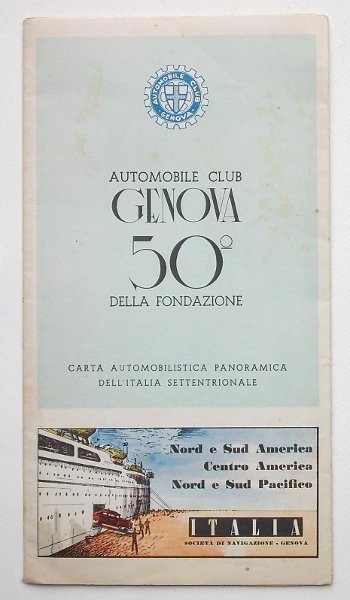 AUTOMOBILE CLUB
GENOVA
AUTOMOBILE CLUB
GENOVA
50º
DELLA FONDAZIONE
CARTA AUTOMOBILISTICA PANORAMICA
DELL'ITALIA SETTENTRIONALE
Nord e Sud America
Centro America
Nord e Sud Pacifico
ITALIA
SOCIETÀ DI NAVIGAZIONE - GENOVA